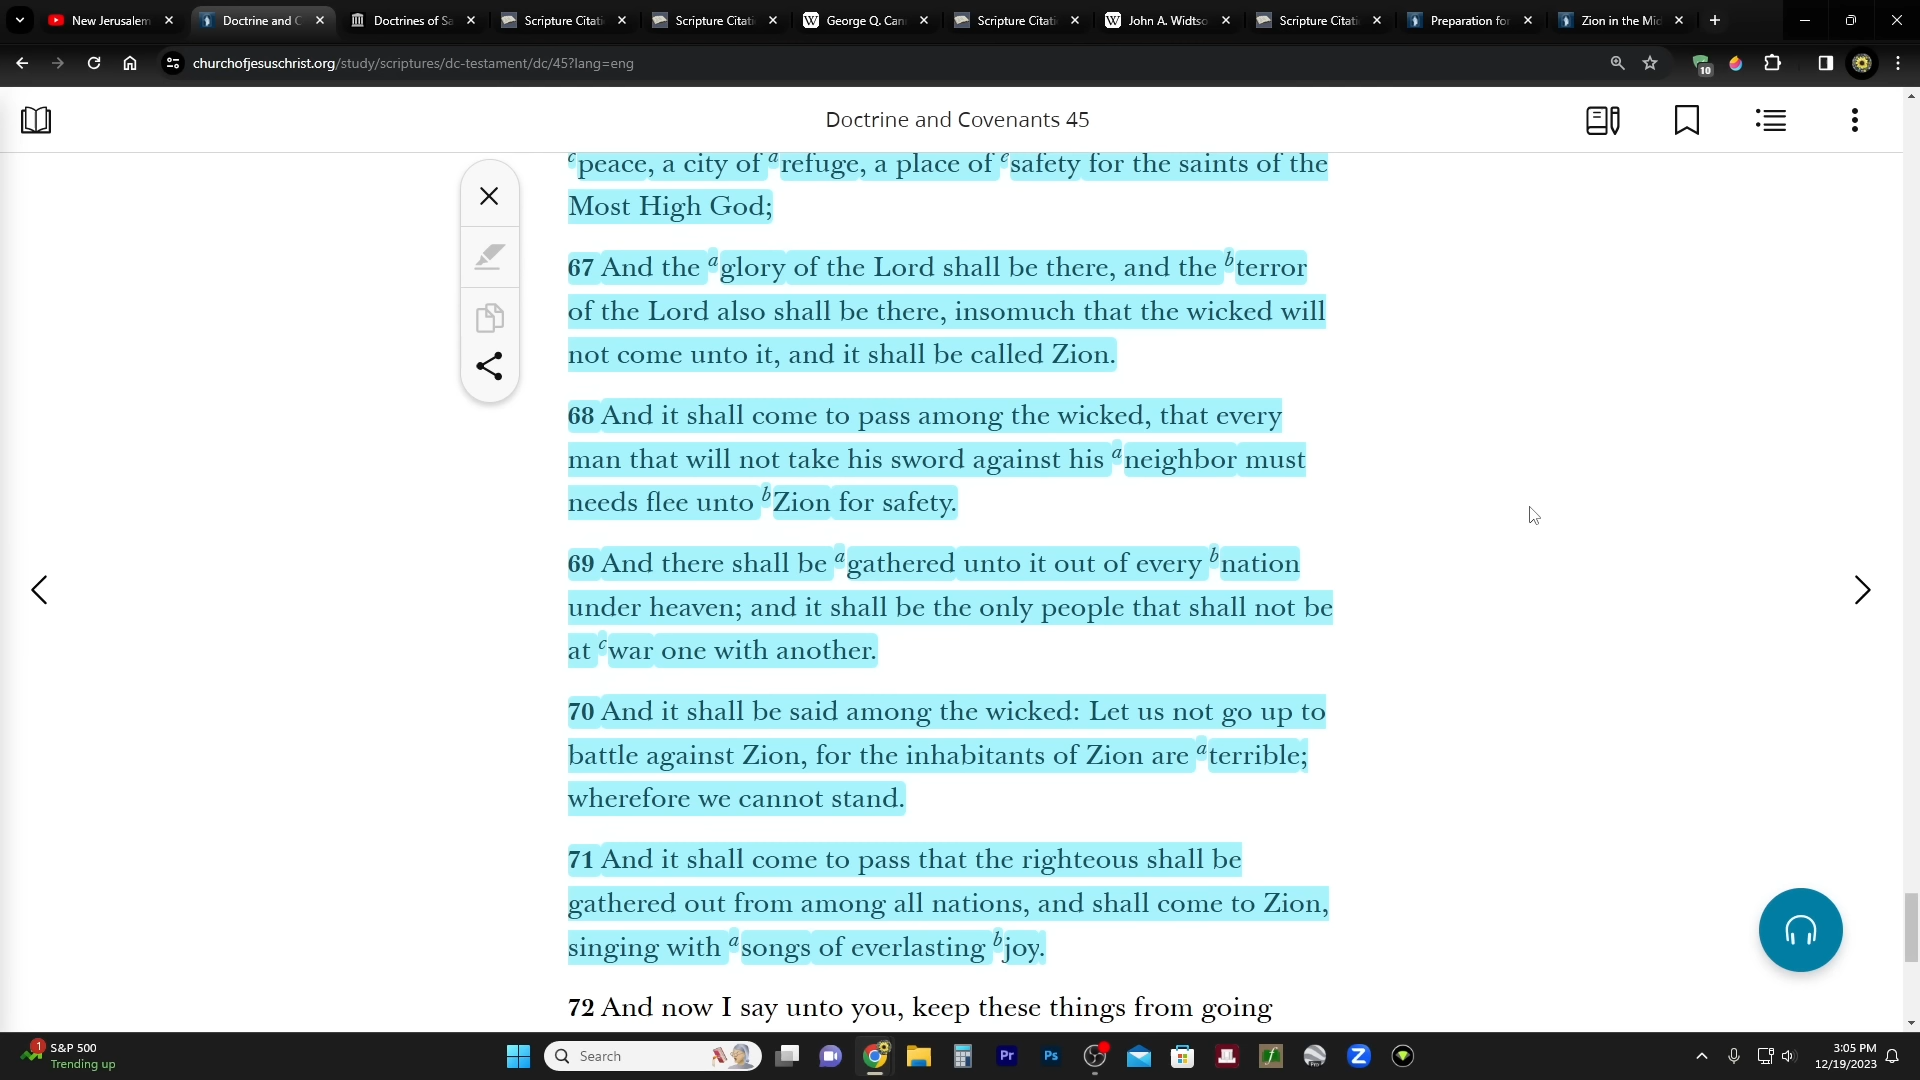 New Jerusalem
Doctrine and C
Doctrines of Sa
Scripture Citati
Scripture Citati
George Q. Can
Scripture Citati
John A. Widtso
Scripture Citati
Preparation for
Zion in the Mid
churchofjesuschrist.org/study/scriptures/dc-testament/dc/45?lang=eng
10
Doctrine and Covenants 45
c peace, a city of a refuge, a place of c safety for the saints of the
Most High God;
67 And the a glory of the Lord shall be there, and the b terror
of the Lord also shall be there, insomuch that the wicked will
not come unto it, and it shall be called Zion.
68 And it shall come to pass among the wicked, that every
man that will not take his sword against his a neighbor must
needs flee unto b Zion for safety.
69 And there shall be a gathered unto it out of every b nation
under heaven; and it shall be the only people that shall not be
at c war one with another.
70 And it shall be said among the wicked: Let us not go up to
battle against Zion, for the inhabitants of Zion are a terrible;
wherefore we cannot stand.
71 And it shall come to pass that the righteous shall be
gathered out from among all nations, and shall come to Zion,
singing with a songs of everlasting b joy.
72 And now I say unto you, keep these things from going
1
S&P 500
Trending up
Search
Pr
Ps
3:05 PM
12/19/2023